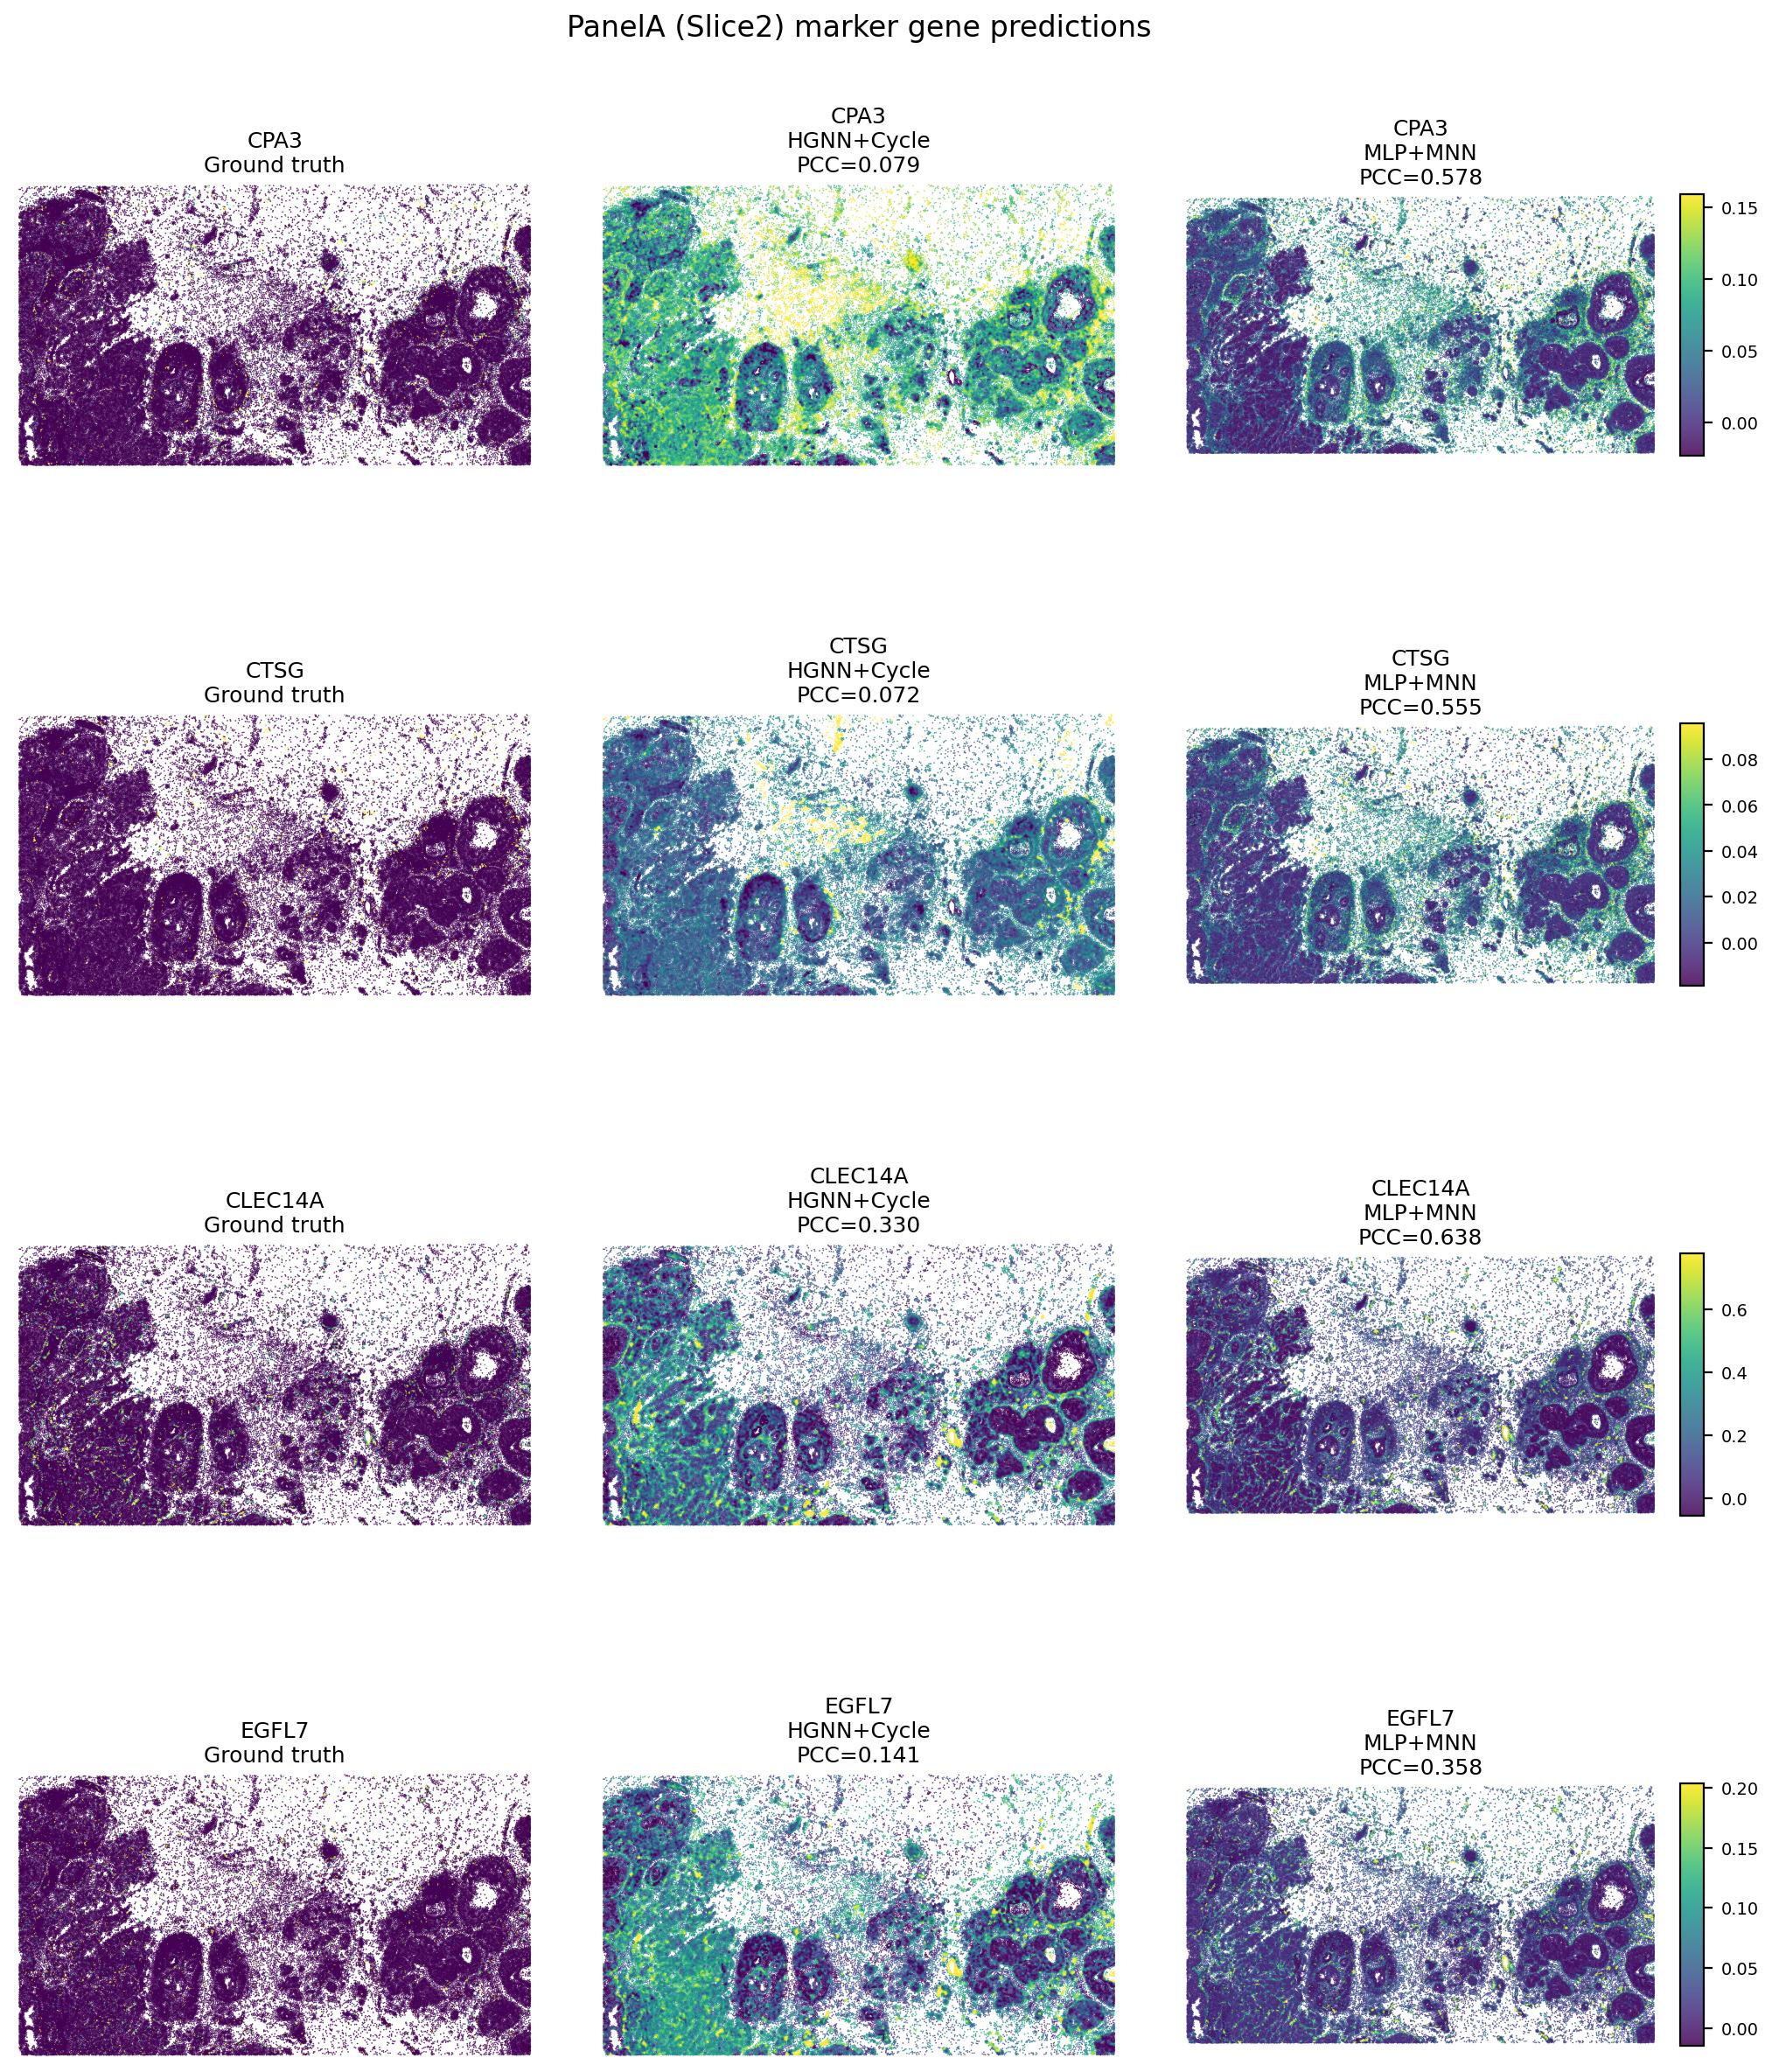 PanelA (Slice2) marker gene predictions
CPA3
Ground truth
CPA3
HGNN+Cycle
PCC=0.079
CPA3
MLP+MNN
PCC=0.578
0.15
0.10
0.05
0.00
CTSG
Ground truth
CTSG
HGNN+Cycle
PCC=0.072
CTSG
MLP+MNN
PCC=0.555
0.08
0.06
0.04
0.02
0.00
CLEC14A
Ground truth
CLEC14A
HGNN+Cycle
PCC=0.330
CLEC14A
MLP+MNN
PCC=0.638
0.6
0.4
0.2
0.0
EGFL7
Ground truth
EGFL7
HGNN+Cycle
PCC=0.141
EGFL7
MLP+MNN
PCC=0.358
0.20
0.15
0.10
0.05
0.00